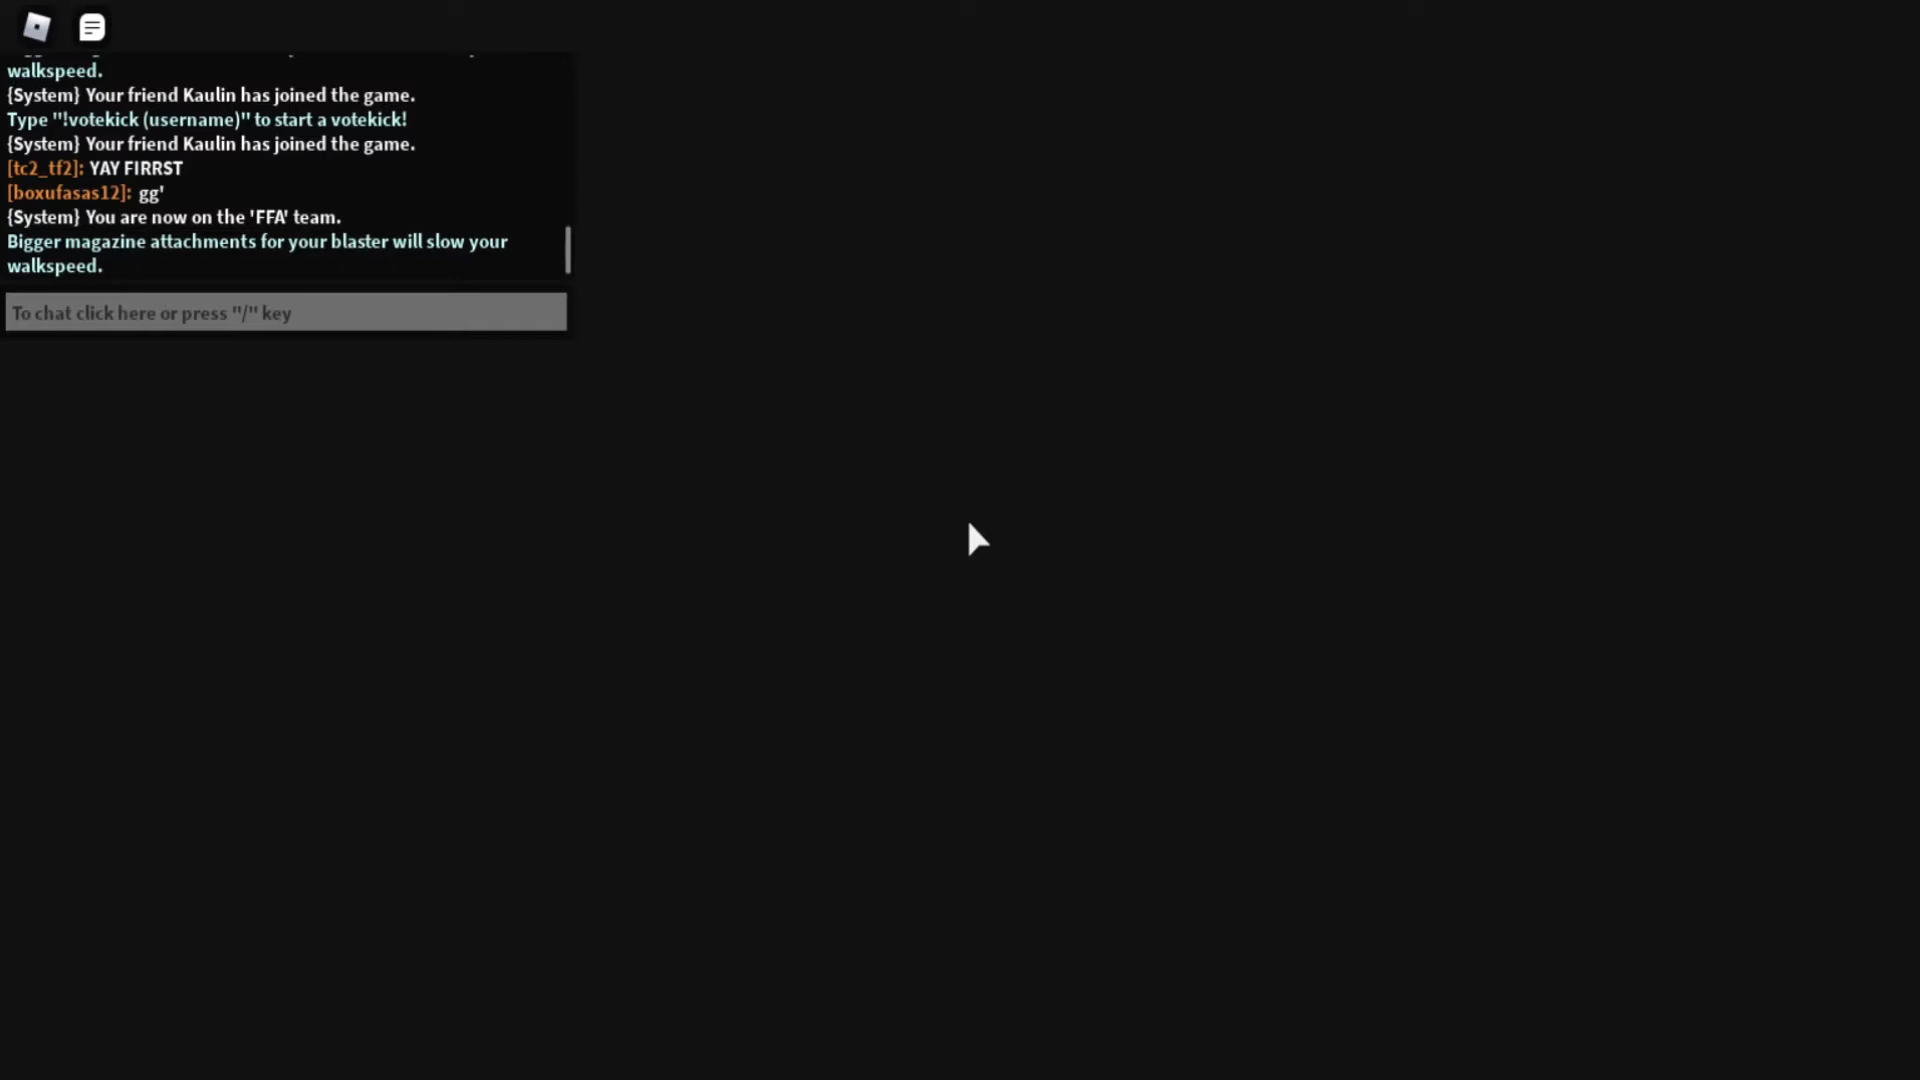 walkspeed.
{System} Your friend Kaulin has joined the game.
Type "!votekick (username)" to start a votekick!
{System} Your friend Kaulin has joined the game.
[tc2_tf2]: YAY FIRRST
[boxufasas12]: gg'
{System} You are now on the 'FFA' team.
Bigger magazine attachments for your blaster will slow your
walkspeed.
To chat click here or press "/" key